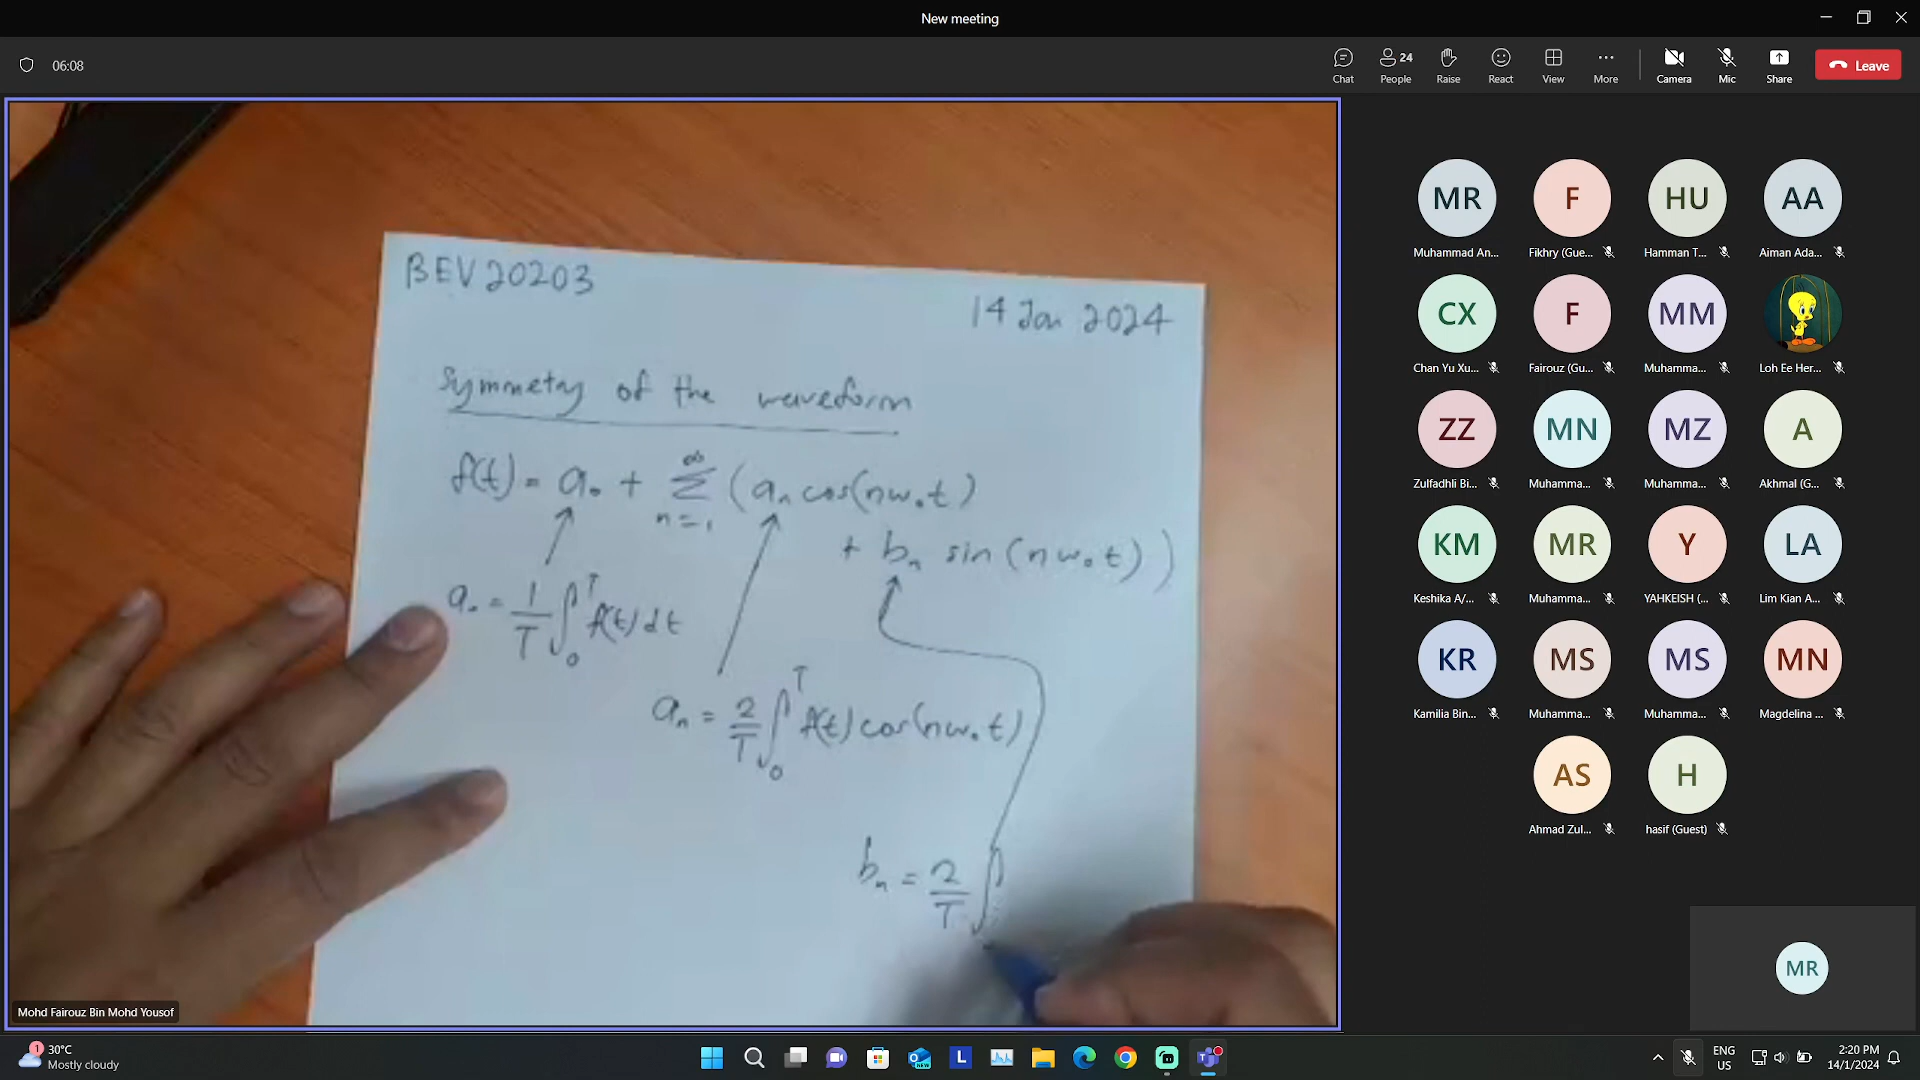 New meeting
06:08
Chat
24
People
Raise
React
View
More
Camera
Mic
Share
Leave
BEV20203
14 Jan 2024
Symmetry of the waveform
f(t) = a₀ + ∑ₙ₌₁^∞ (aₙ cos(nω₀t)
+ bₙ sin(nω₀t))
a₀ = 1/T ∫₀ᵀ f(t) dt
aₙ = 2/T ∫₀ᵀ f(t) cos(nω₀t)
bₙ = 2/T ∫
Mohd Fairouz Bin Mohd Yousof
MR F HU AA
Muhammad An... Fikhry (Gue... Hamman T... Aiman Ada...
CX F MM
Chan Yu Xu... Fairouz (Gu... Muhamma... Loh Ee Her...
ZZ MN MZ A
Zulfadhli Bi... Muhamma... Muhamma... Akhmal (G...
KM MR Y LA
Keshika A/... Muhamma... YAHKEISH (... Lim Kian A...
KR MS MS MN
Kamilia Bin... Muhamma... Muhamma... Magdelina ...
AS H
Ahmad Zul... hasif (Guest)
MR
1
30°C
Mostly cloudy
NEW
L
ENG
US
2:20 PM
14/1/2024